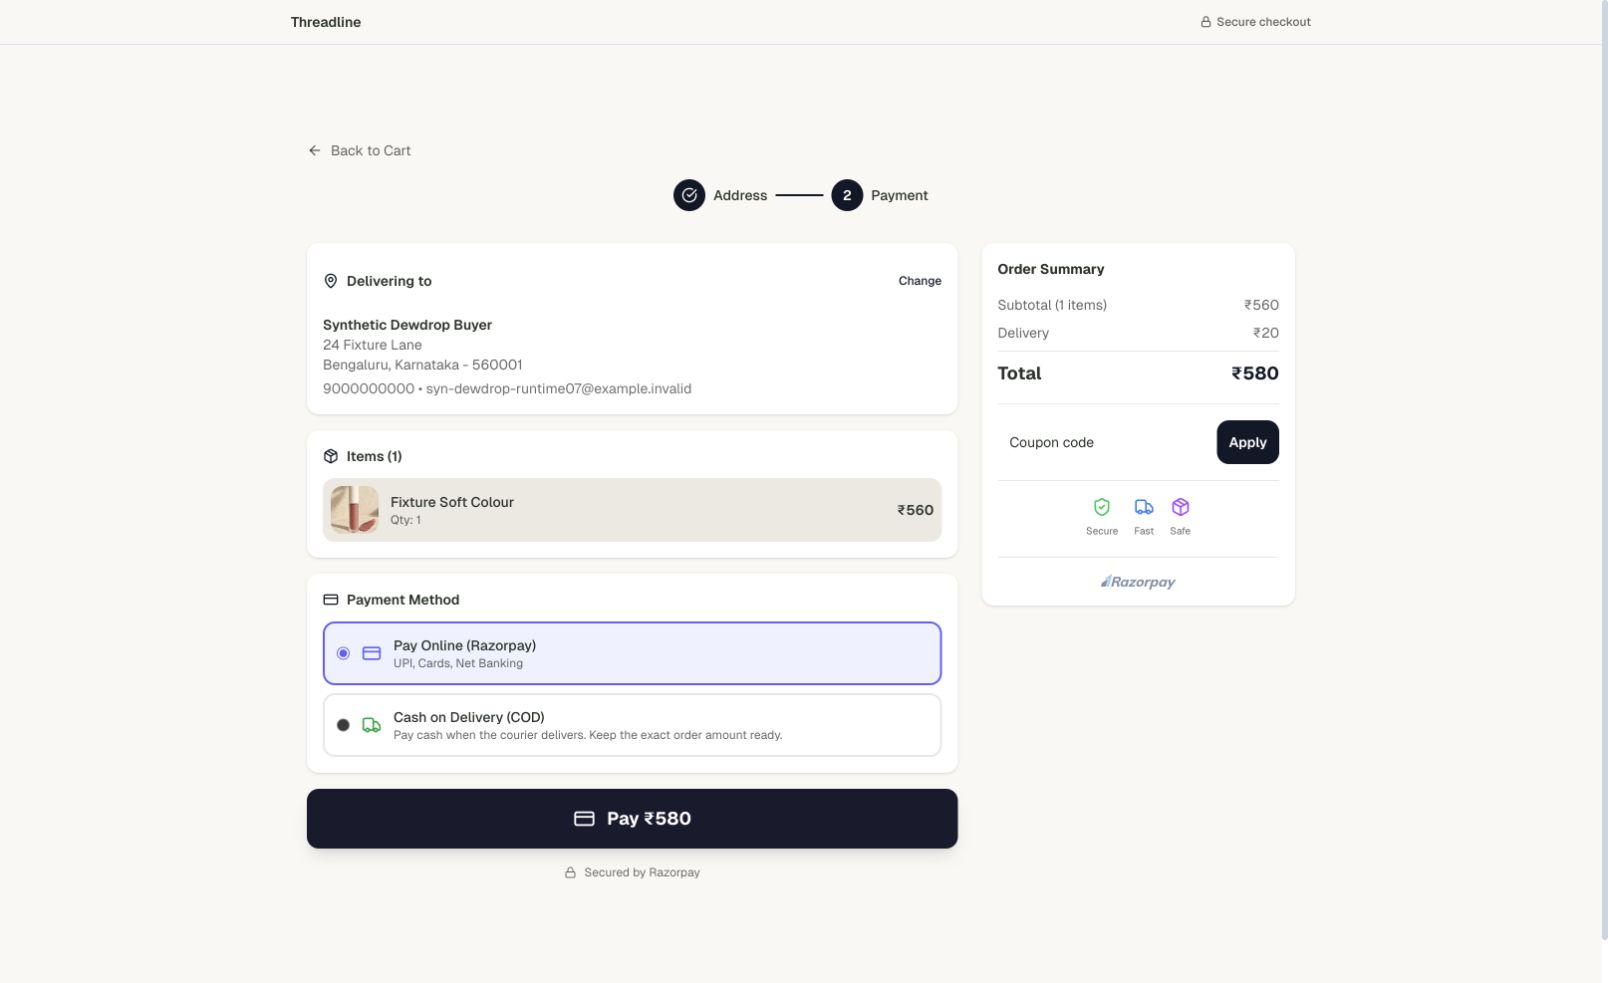 Threadline
Secure checkout
Back to Cart
Address
2
Payment
Delivering to
Change
Synthetic Dewdrop Buyer
24 Fixture Lane
Bengaluru, Karnataka - 560001
9000000000 • syn-dewdrop-runtime07@example.invalid
Items (1)
Fixture Soft Colour
Qty: 1
₹560
Payment Method
Pay Online (Razorpay)
UPI, Cards, Net Banking
Cash on Delivery (COD)
Pay cash when the courier delivers. Keep the exact order amount ready.
Pay ₹580
Secured by Razorpay
Order Summary
Subtotal (1 items) ₹560
Delivery ₹20
Total ₹580
Coupon code
Apply
Secure Fast Safe
Razorpay